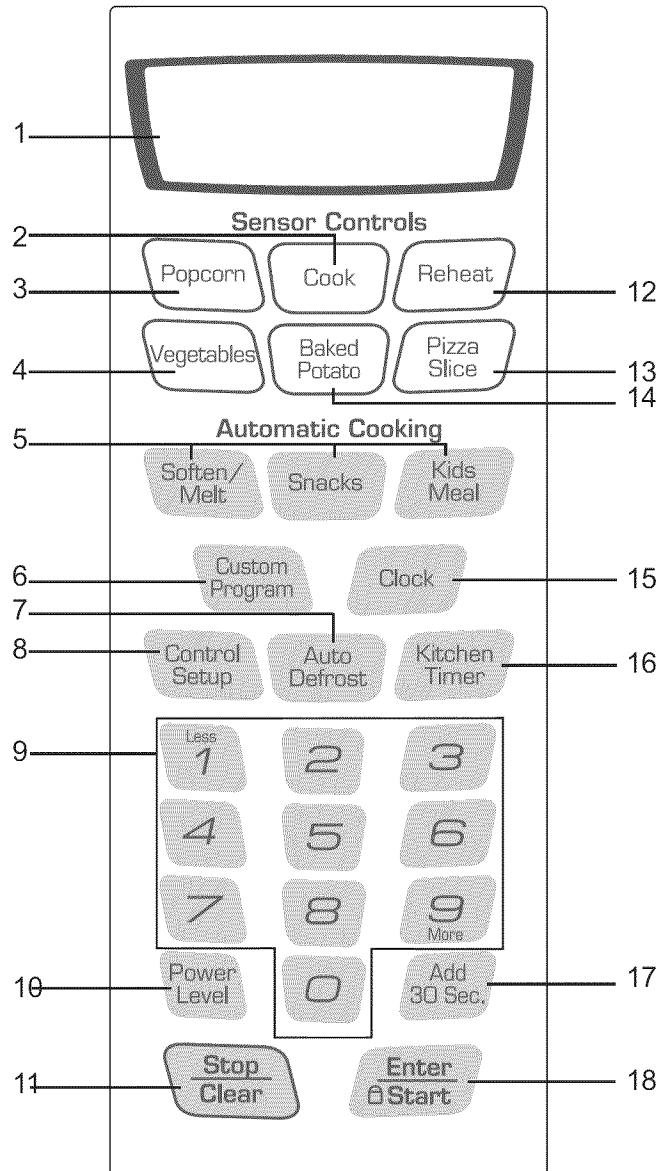 1
Sensor Controls
2
Popcorn Cook Reheat
3 12
Vegetables Baked Potato Pizza Slice
4 13
14
Automatic Cooking
5
Soften/ Melt Snacks Kids Meal
6 Custom Program Clock 15
7
8 Control Setup Auto Defrost Kitchen Timer 16
9 Less 1 2 3
4 5 6
7 8 9 More
10 Power Level 0 Add 30 Sec. 17
11 Stop Clear Enter Start 18